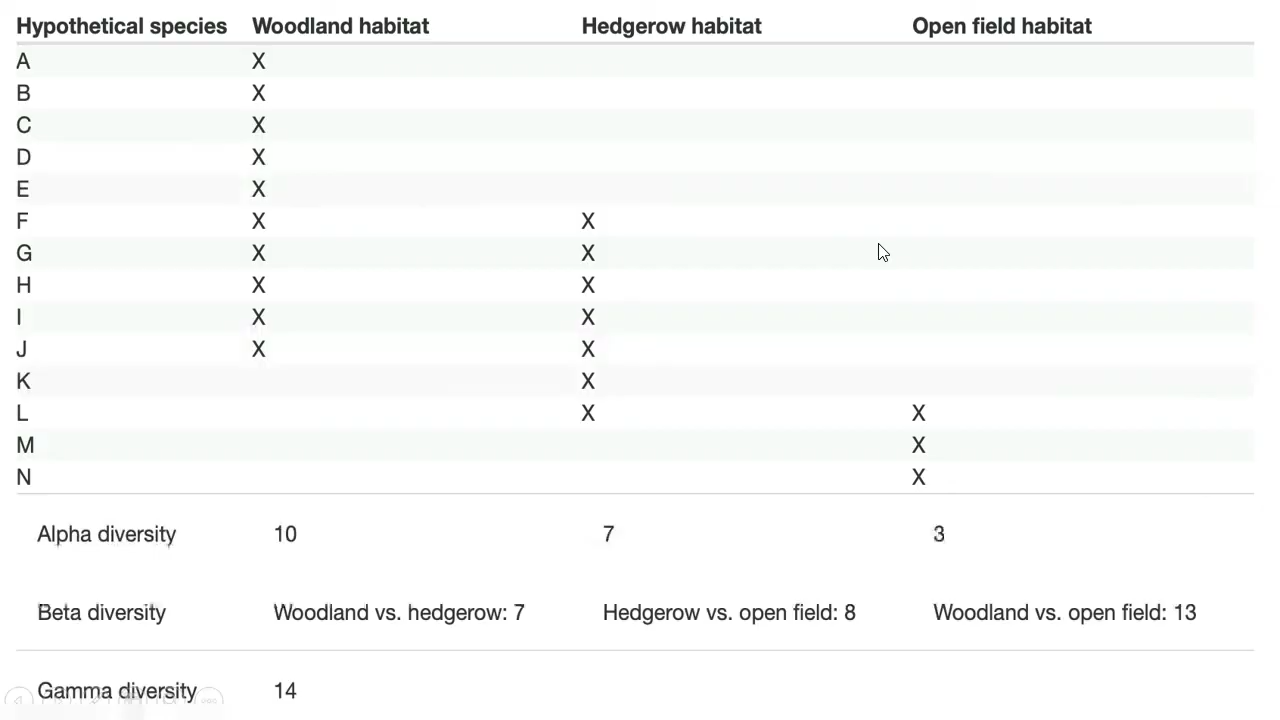 Hypothetical species Woodland habitat Hedgerow habitat Open field habitat
A X
B X
C X
D X
E X
F X X
G X X
H X X
I X X
J X X
K X
L X X
M X
N X
Alpha diversity 10 7 3
Beta diversity Woodland vs. hedgerow: 7 Hedgerow vs. open field: 8 Woodland vs. open field: 13
Gamma diversity 14